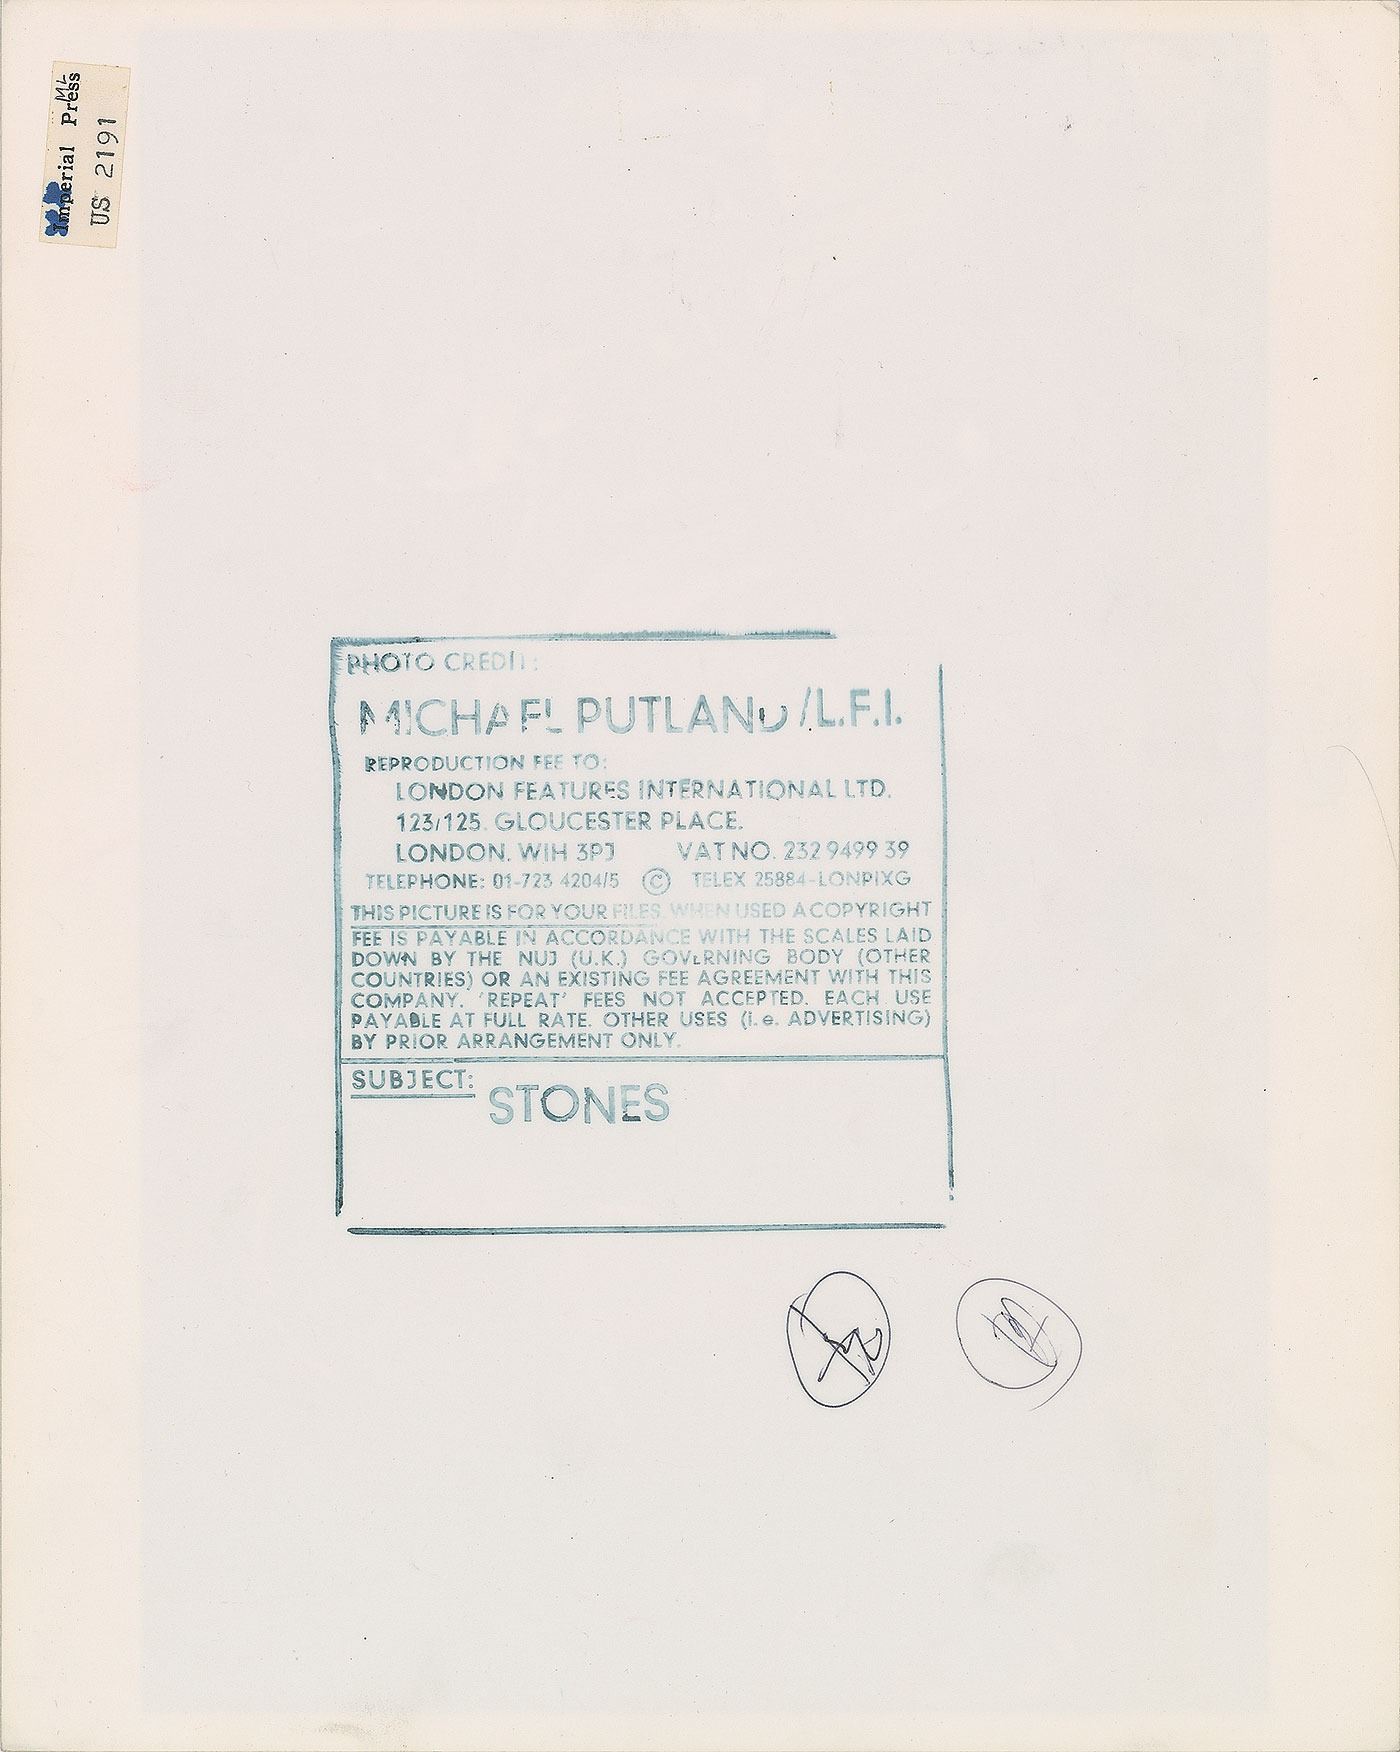 Imperial Press
US 2191
PHOTO CREDIT:
MICHAEL PUTLAND/L.F.I.
REPRODUCTION FEE TO:
LONDON FEATURES INTERNATIONAL LTD.
123/125. GLOUCESTER PLACE.
LONDON. W1H 3PJ VAT NO. 232 9499 39
TELEPHONE: 01-723 4204/5 © TELEX 25884-LONPIXG
THIS PICTURE IS FOR YOUR FILES. WHEN USED A COPYRIGHT
FEE IS PAYABLE IN ACCORDANCE WITH THE SCALES LAID
DOWN BY THE NUJ (U.K.) GOVERNING BODY (OTHER
COUNTRIES) OR AN EXISTING FEE AGREEMENT WITH THIS
COMPANY. 'REPEAT' FEES NOT ACCEPTED. EACH USE
PAYABLE AT FULL RATE. OTHER USES (i.e. ADVERTISING)
BY PRIOR ARRANGEMENT ONLY.
SUBJECT:
STONES